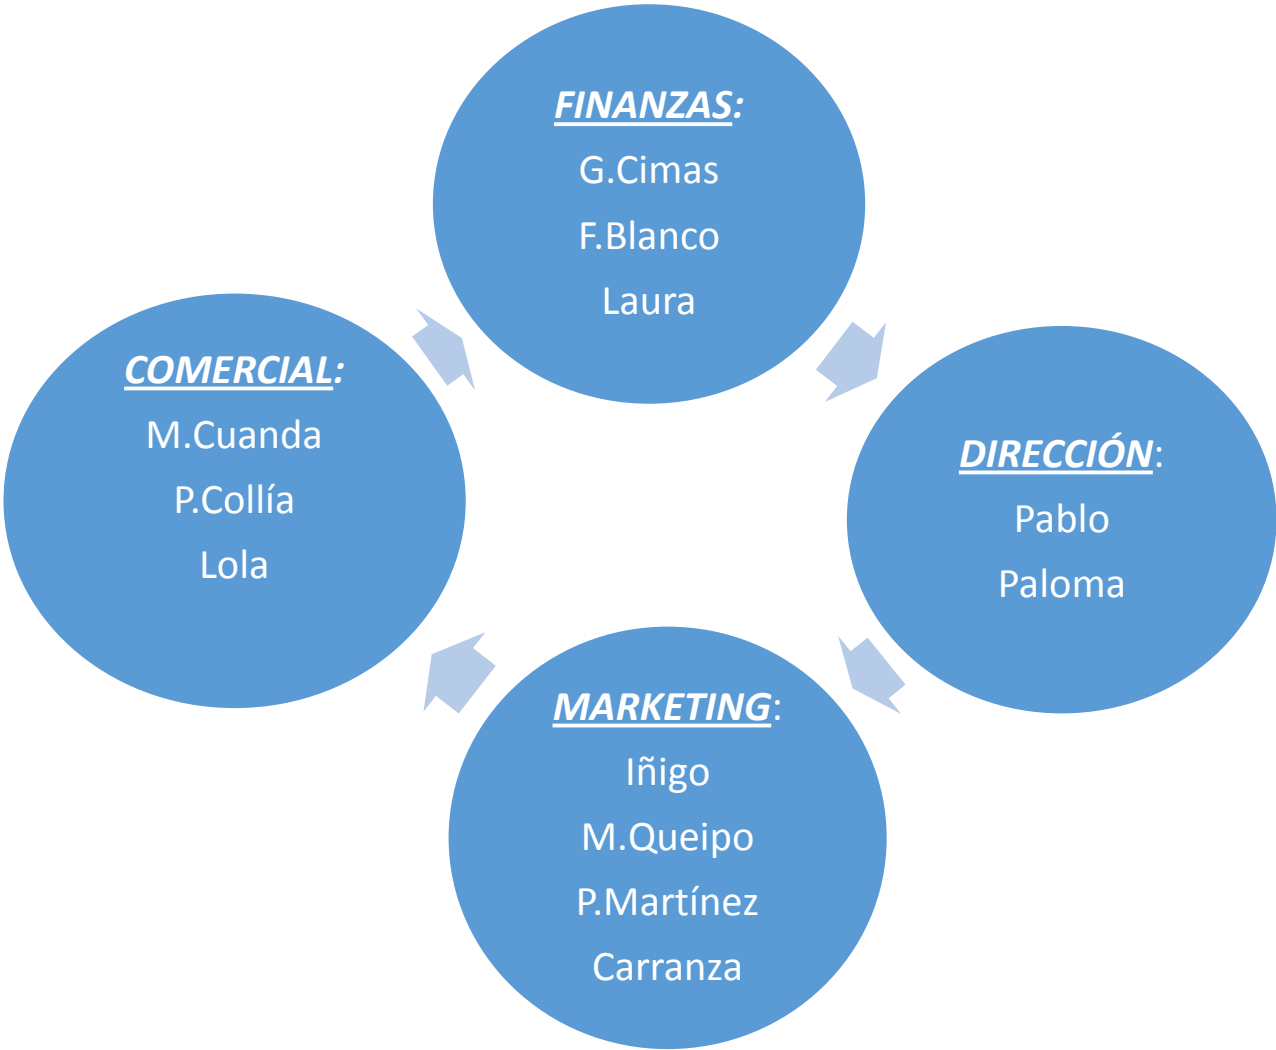 FINANZAS:
G.Cimas
F.Blanco
Laura
DIRECCIÓN:
Pablo
Paloma
MARKETING:
Iñigo
M.Queipo
P.Martínez
Carranza
COMERCIAL:
M.Cuanda
P.Collía
Lola